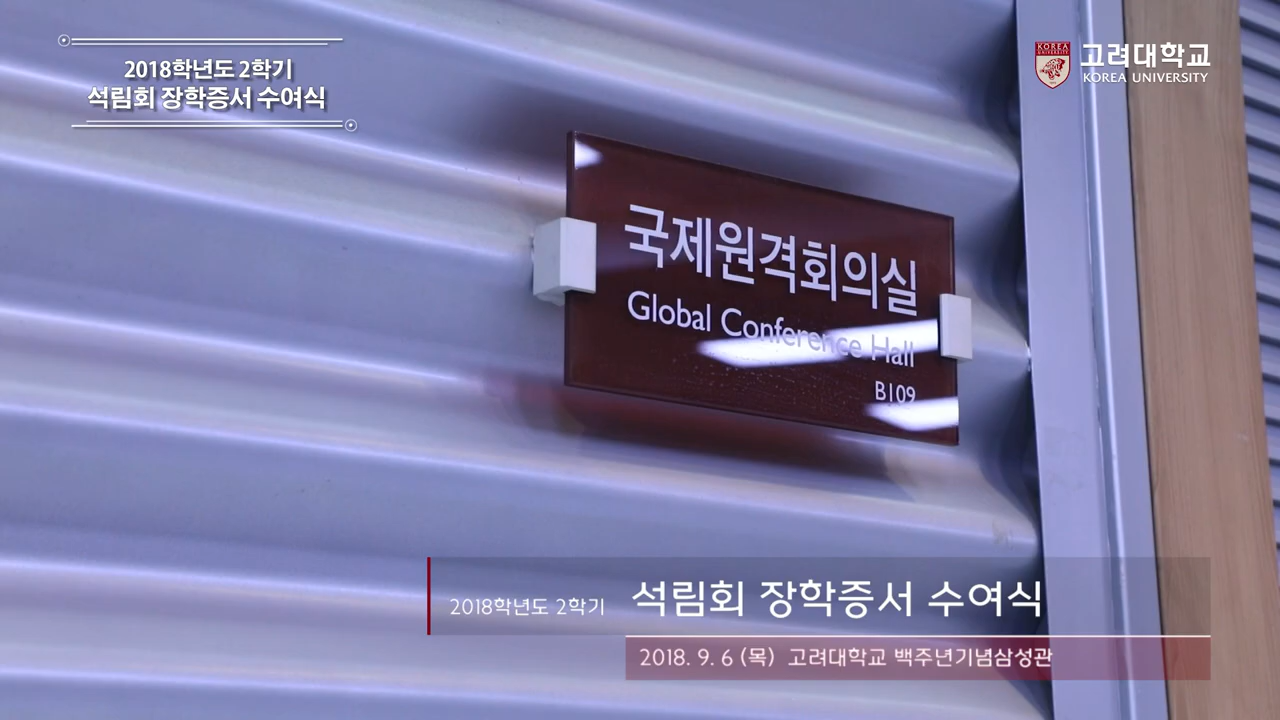 2018학년도 2학기
석림회 장학증서 수여식
KOREA
UNIVERSITY
고려대학교
KOREA UNIVERSITY
국제원격회의실
Global Conference Hall
B109
2018학년도 2학기 석림회 장학증서 수여식
2018. 9. 6 (목) 고려대학교 백주년기념삼성관